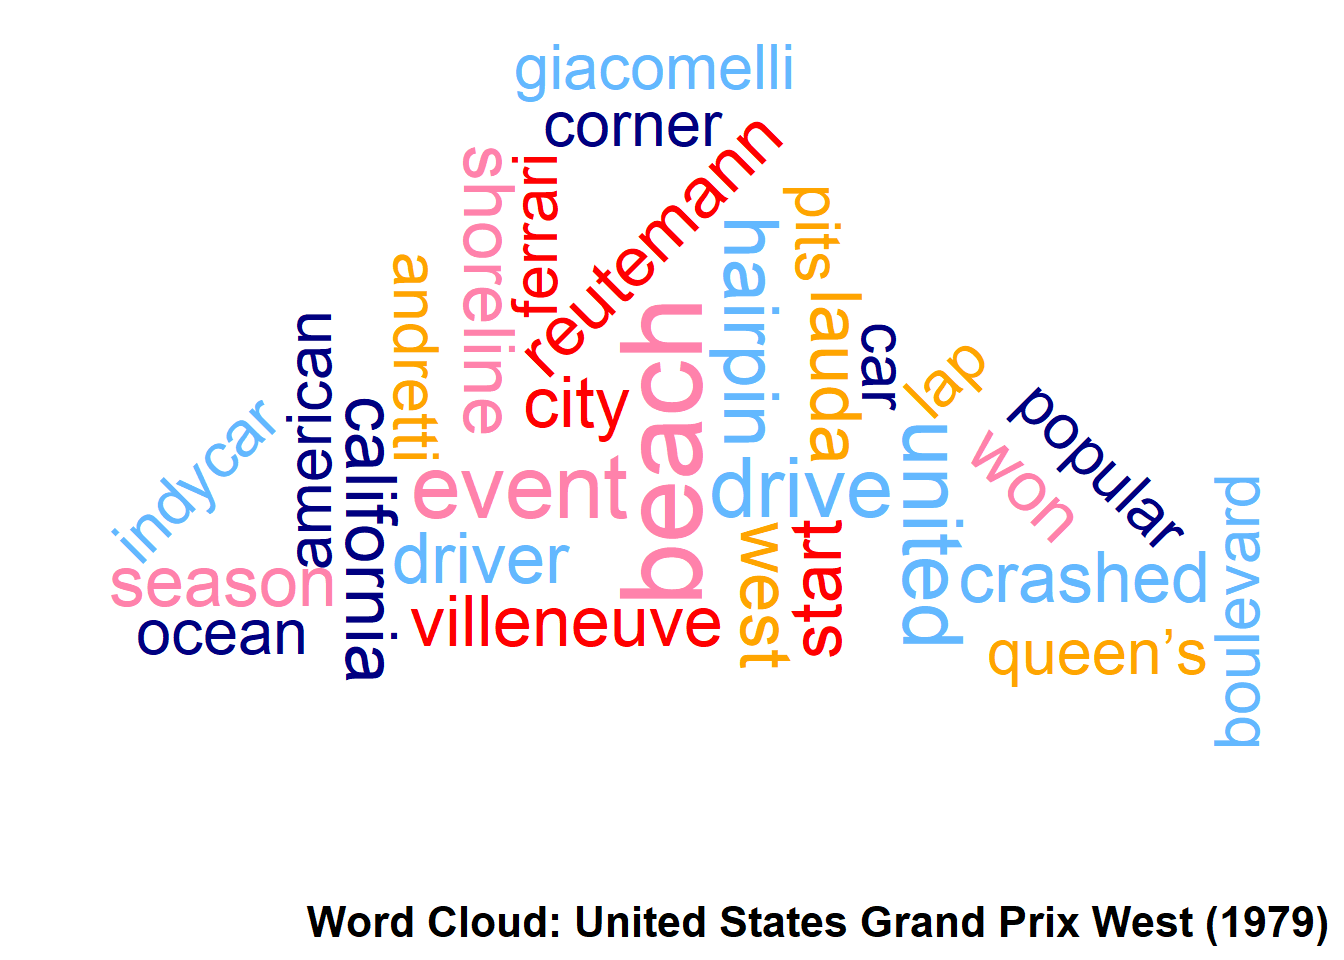 giacomelli
corner
shoreline
ferrari
reutemann
pits
hairpin
andretti
lauda
beach
american
car
lap
city
popular
indycar
california
united
won
event
drive
boulevard
driver
west
start
crashed
season
villeneuve
ocean
queen’s
Word Cloud: United States Grand Prix West (1979)